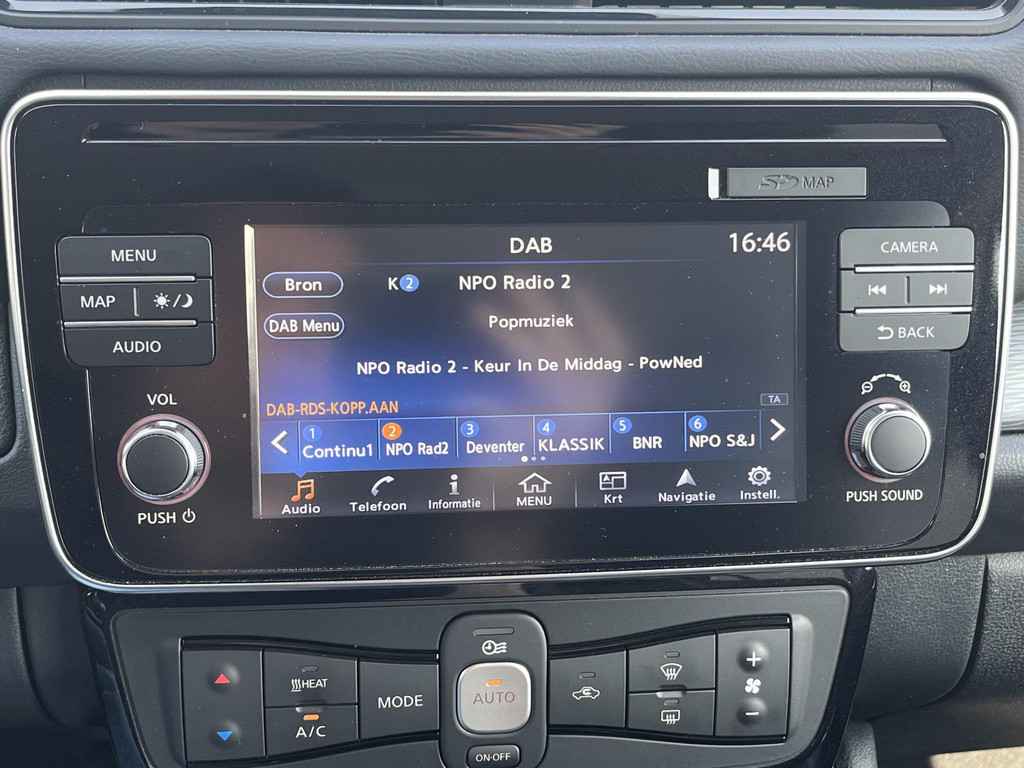 SD MAP
MENU
MAP
AUDIO
VOL
PUSH
DAB
16:46
Bron
K2
NPO Radio 2
DAB Menu
Popmuziek
NPO Radio 2 - Keur In De Middag - PowNed
DAB-RDS-KOPP.AAN
TA
< 1 Continu1
2 NPO Rad2
3 Deventer
4 KLASSIK
5 BNR
6 NPO S&J >
Audio
Telefoon
Informatie
MENU
Krt
Navigatie
Instell.
CAMERA
BACK
PUSH SOUND
HEAT
A/C
MODE
AUTO
ON·OFF
+
−